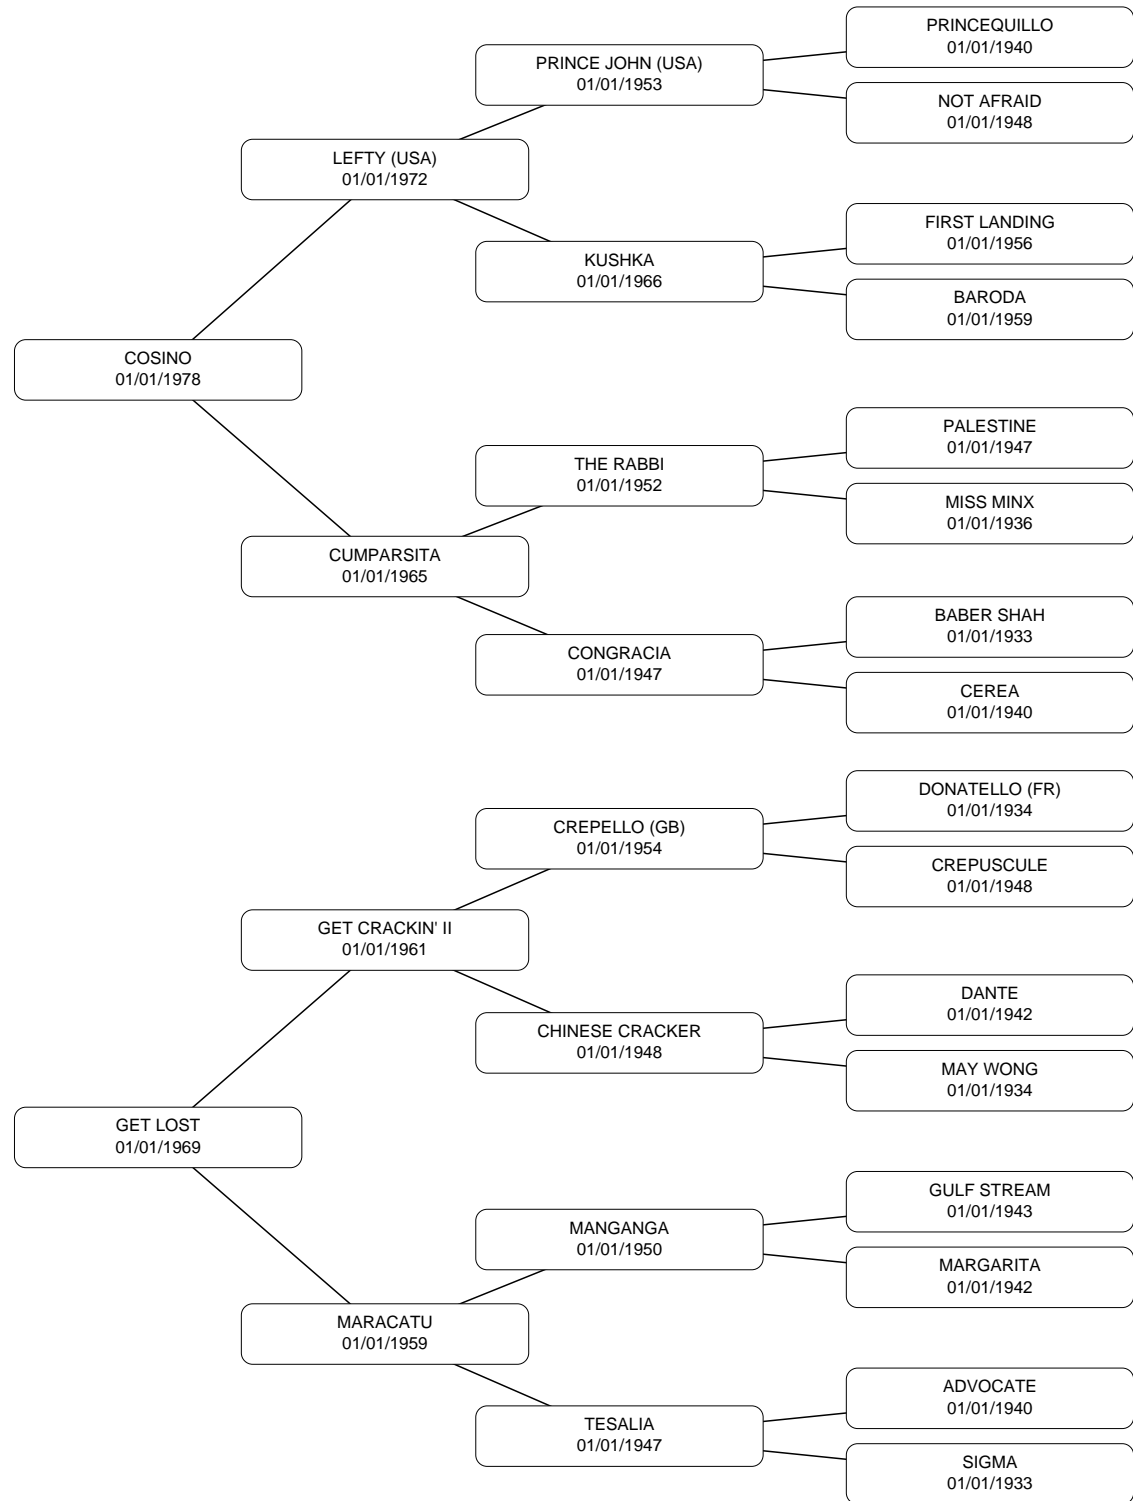 PRINCEQUILLO
01/01/1940
PRINCE JOHN (USA)
01/01/1953
NOT AFRAID
01/01/1948
LEFTY (USA)
01/01/1972
FIRST LANDING
01/01/1956
KUSHKA
01/01/1966
BARODA
01/01/1959
COSINO
01/01/1978
PALESTINE
01/01/1947
THE RABBI
01/01/1952
MISS MINX
01/01/1936
CUMPARSITA
01/01/1965
BABER SHAH
01/01/1933
CONGRACIA
01/01/1947
CEREA
01/01/1940
DONATELLO (FR)
01/01/1934
CREPELLO (GB)
01/01/1954
CREPUSCULE
01/01/1948
GET CRACKIN' II
01/01/1961
DANTE
01/01/1942
CHINESE CRACKER
01/01/1948
MAY WONG
01/01/1934
GET LOST
01/01/1969
GULF STREAM
01/01/1943
MANGANGA
01/01/1950
MARGARITA
01/01/1942
MARACATU
01/01/1959
ADVOCATE
01/01/1940
TESALIA
01/01/1947
SIGMA
01/01/1933